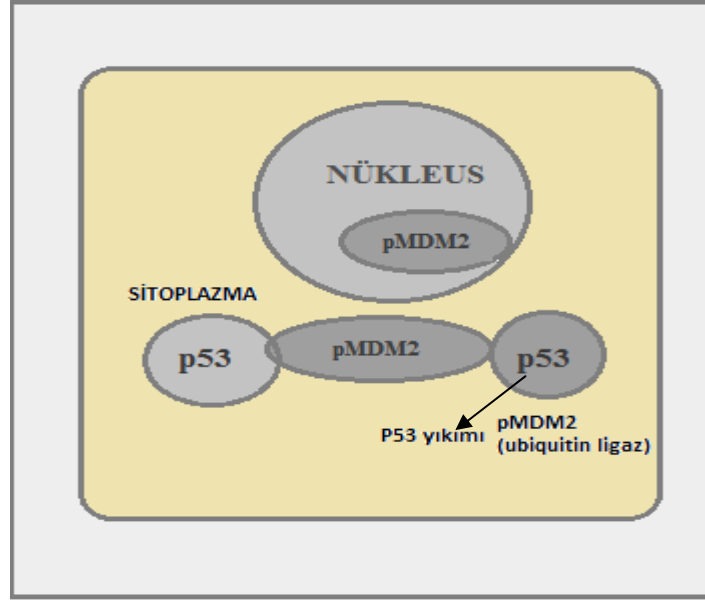 NÜKLEUS
pMDM2
SİTOPLAZMA
p53
pMDM2
p53
P53 yıkımı
pMDM2
(ubiquitin ligaz)